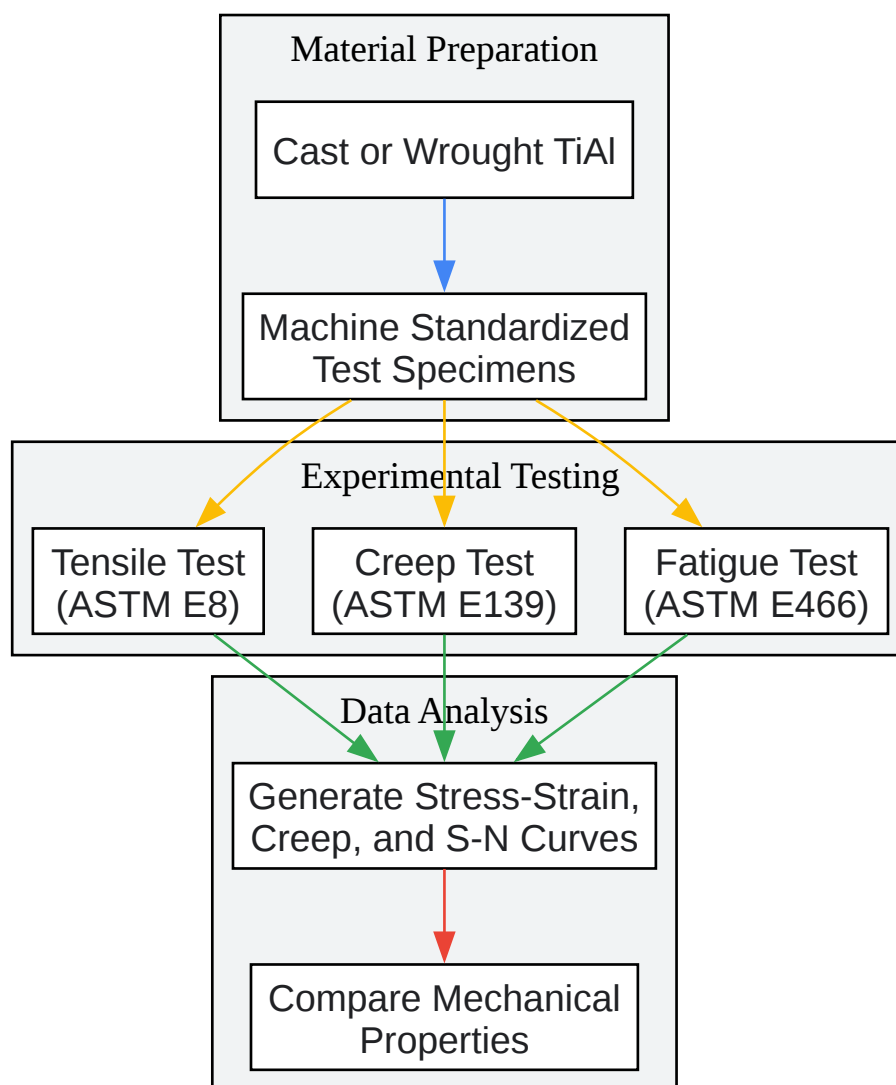 Material Preparation
Cast or Wrought TiAl
Machine Standardized
Test Specimens
Experimental Testing
Tensile Test
(ASTM E8)
Creep Test
(ASTM E139)
Fatigue Test
(ASTM E466)
Data Analysis
Generate Stress-Strain,
Creep, and S-N Curves
Compare Mechanical
Properties